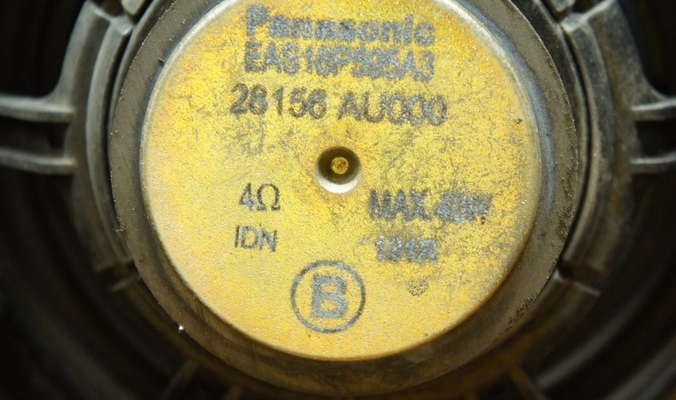 Panasonic
28156 AU000
4Ω
MAX.40W
IDN
B